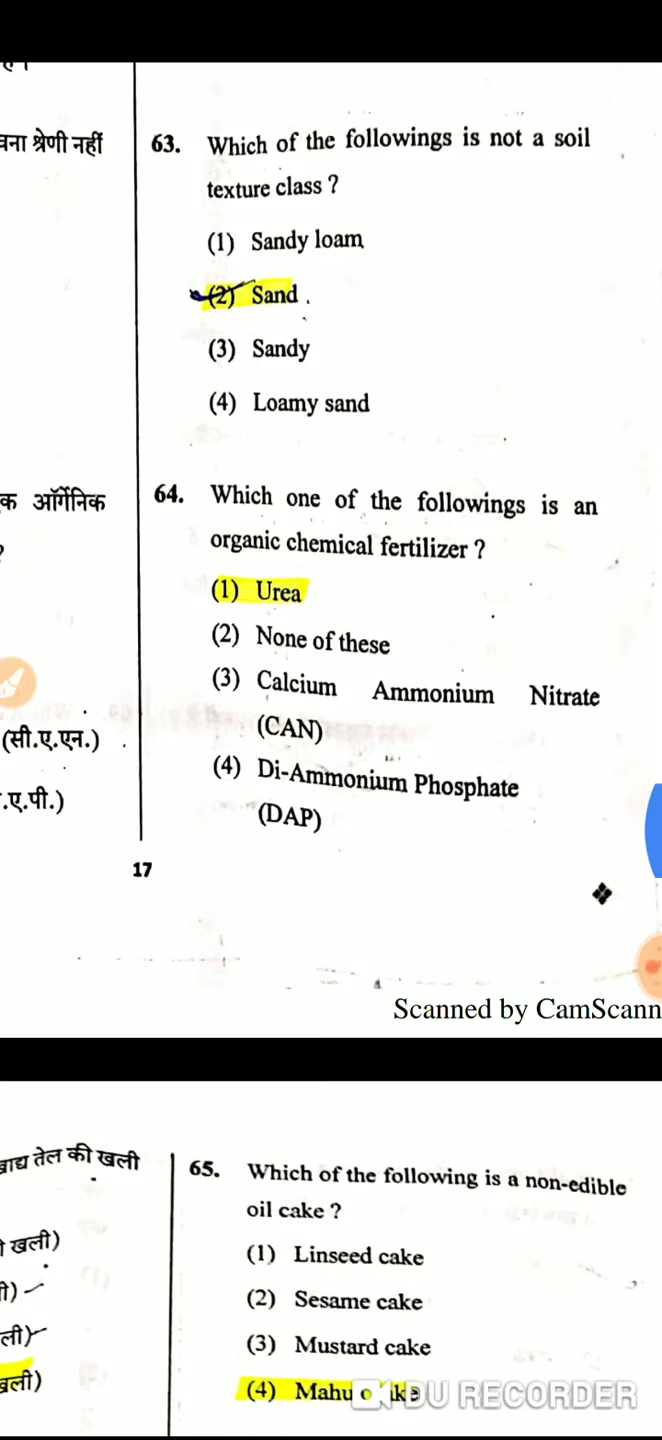 वना श्रेणी नहीं
63. Which of the followings is not a soil
texture class ?
(1) Sandy loam
(2) Sand
(3) Sandy
(4) Loamy sand
क ऑर्गेनिक
?
64. Which one of the followings is an
organic chemical fertilizer ?
(1) Urea
(2) None of these
(3) Calcium Ammonium Nitrate
(CAN)
(4) Di-Ammonium Phosphate
(DAP)
(सी.ए.एन.)
.ए.पी.)
17
Scanned by CamScann
खाद्य तेल की खली
खली)
65. Which of the following is a non-edible
oil cake ?
(1) Linseed cake
(2) Sesame cake
(3) Mustard cake
(4) Mahu
DU RECORDER